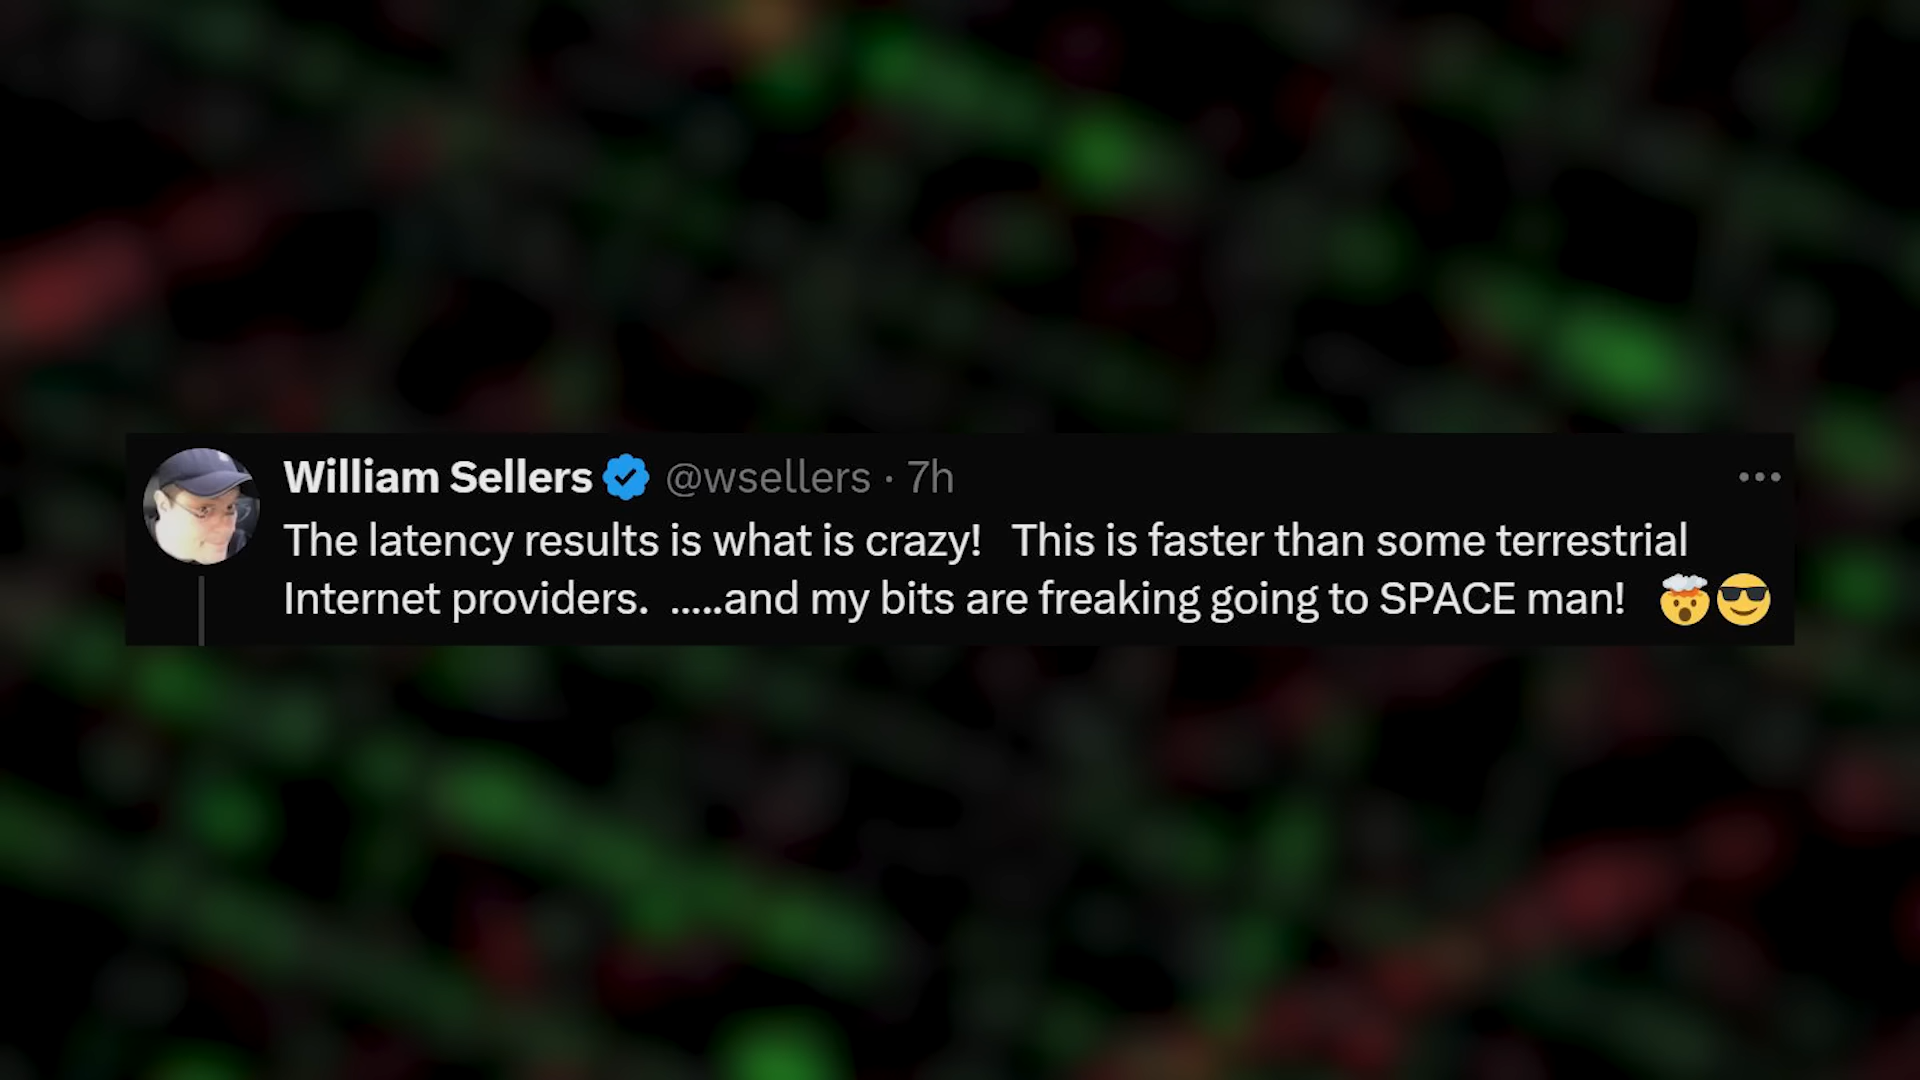 William Sellers @wsellers · 7h
The latency results is what is crazy!   This is faster than some terrestrial
Internet providers.  .....and my bits are freaking going to SPACE man!   🤯😎